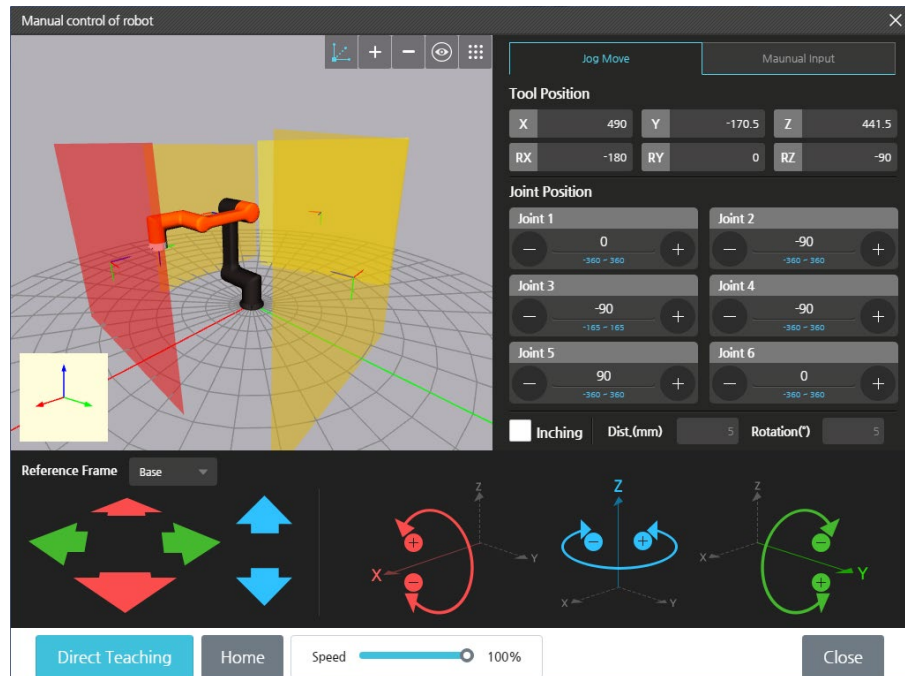 Manual control of robot
Jog Move
Maunual Input
Tool Position
X 490 Y -170.5 Z 441.5
RX -180 RY 0 RZ -90
Joint Position
Joint 1 Joint 2
− 0 + − -90 +
-360 ~ 360 -360 ~ 360
Joint 3 Joint 4
− -90 + − -90 +
-165 ~ 165 -360 ~ 360
Joint 5 Joint 6
− 90 + − 0 +
-360 ~ 360 -360 ~ 360
Inching Dist.(mm) 5 Rotation(°) 5
Reference Frame Base
Z Z Z
X Y X Y X Y
Direct Teaching Home Speed 100% Close